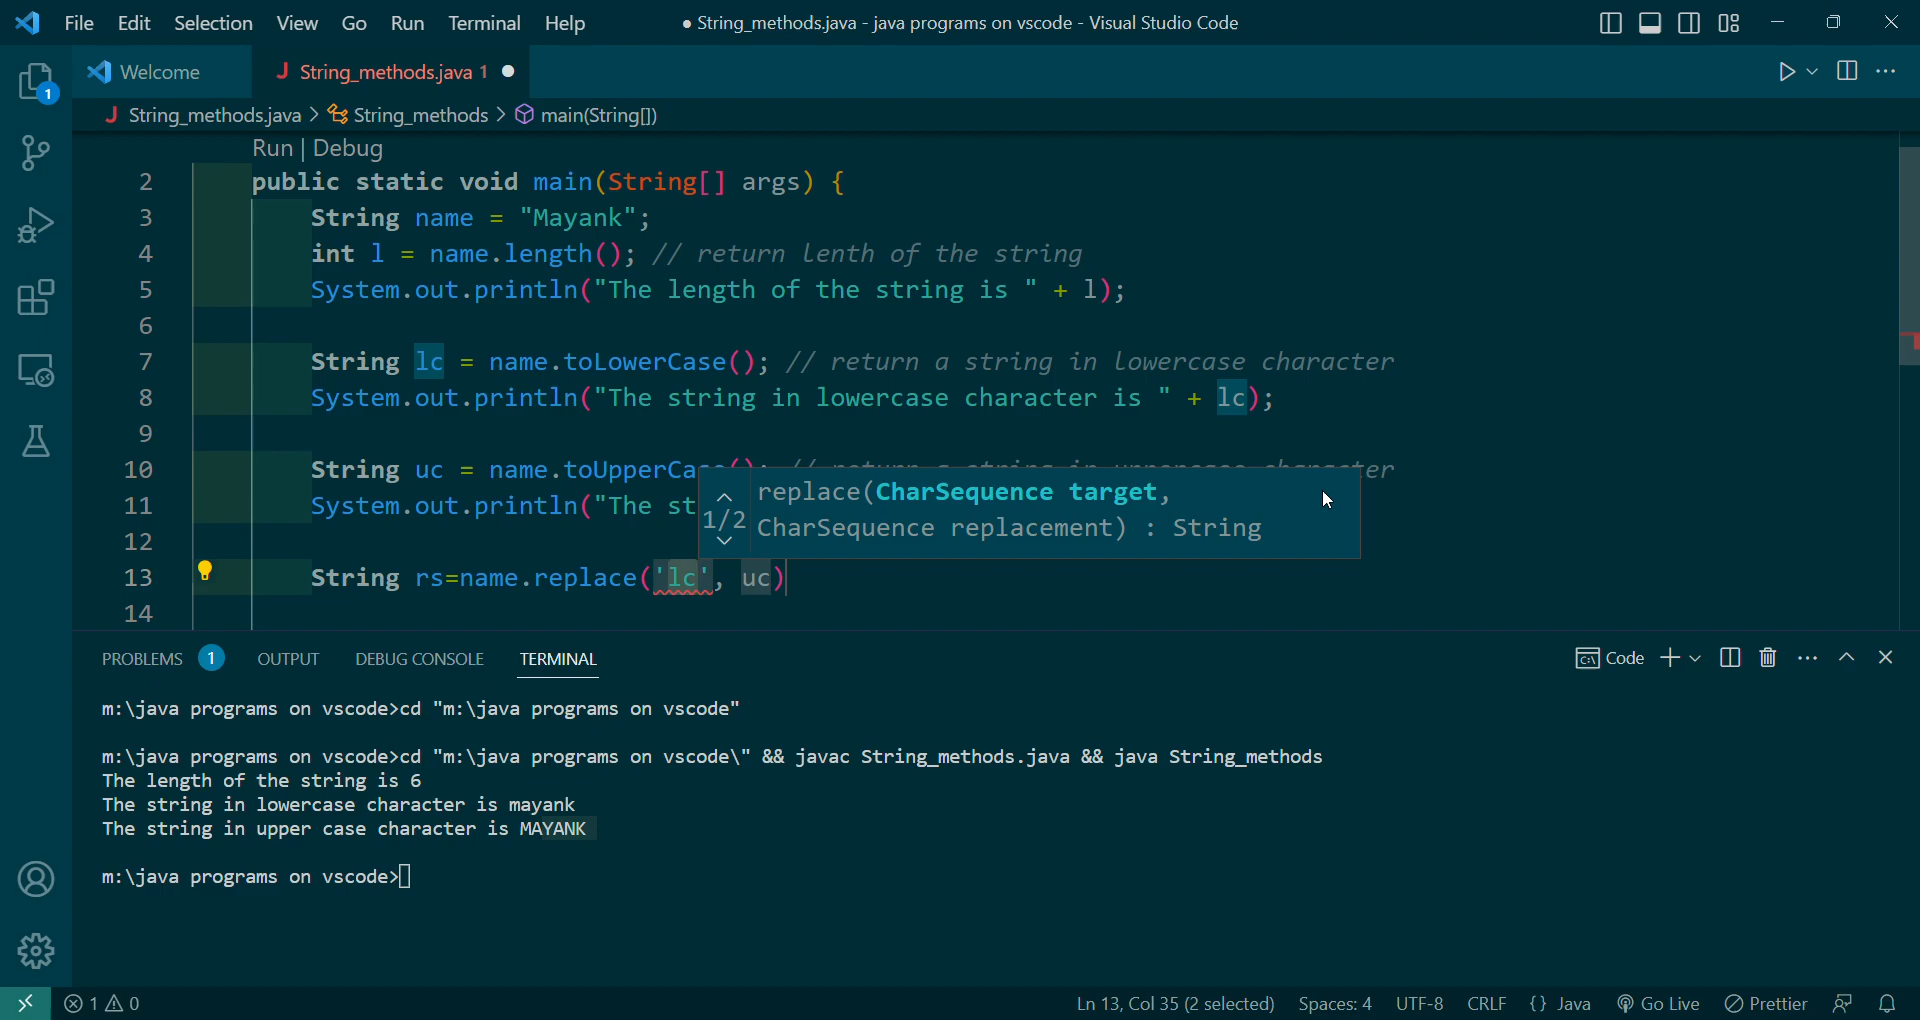 File Edit Selection View Go Run Terminal Help ● String_methods.java - java programs on vscode - Visual Studio Code
Welcome J String_methods.java 1 ●
1
J String_methods.java > String_methods > main(String[])
Run | Debug
2 public static void main(String[] args) {
3 String name = "Mayank";
4 int l = name.length(); // return lenth of the string
5 System.out.println("The length of the string is " + l);
6
7 String lc = name.toLowerCase(); // return a string in lowercase character
8 System.out.println("The string in lowercase character is " + lc);
9
10 String uc = name.toUpperCase(); // return a string in uppercase character
11 System.out.println("The st
replace(CharSequence target,
1/2 CharSequence replacement) : String
12
13 String rs=name.replace('lc', uc)
14
PROBLEMS 1 OUTPUT DEBUG CONSOLE TERMINAL Code
m:\java programs on vscode>cd "m:\java programs on vscode"
m:\java programs on vscode>cd "m:\java programs on vscode\" && javac String_methods.java && java String_methods
The length of the string is 6
The string in lowercase character is mayank
The string in upper case character is MAYANK
m:\java programs on vscode>
1 0 Ln 13, Col 35 (2 selected) Spaces: 4 UTF-8 CRLF {} Java Go Live Prettier